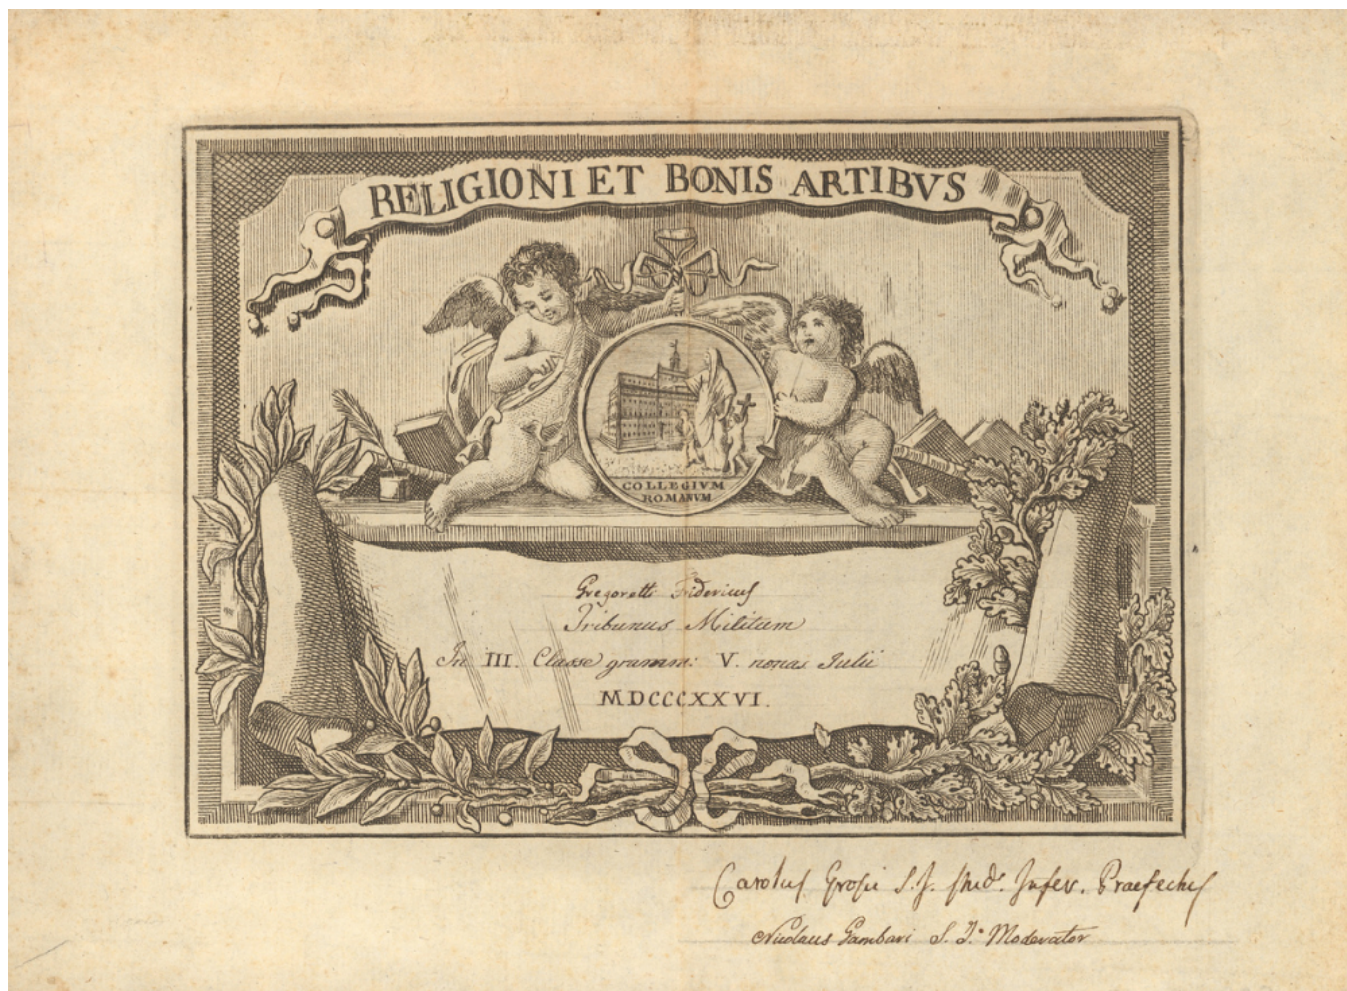 RELIGIONI ET BONIS ARTIBVS
COLLEGIVM
ROMANVM
Gregoretti Fridericus
Tribunus Militum
In III. Classe gramm: V. nonas Julii
MDCCCXXVI.
Carolus Grossi S.J. Stud. Infer. Praefectus
Nicolaus Gambari S.J. Moderator